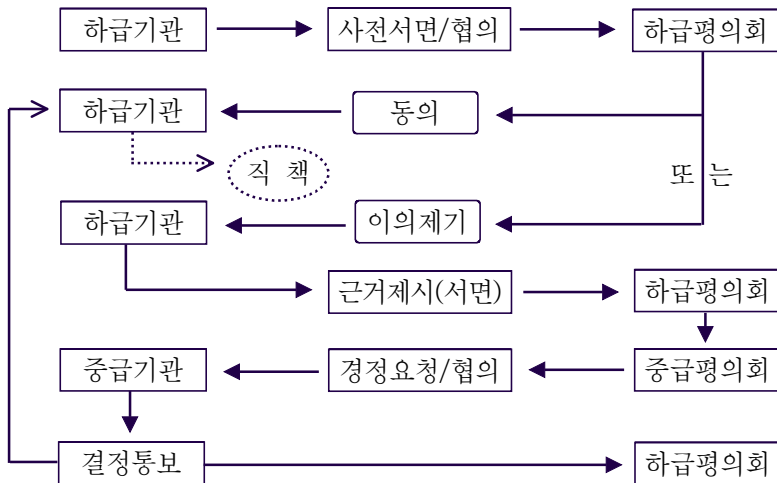 하급기관 사전서면/협의 하급평의회
하급기관 동의
직 책 또 는
하급기관 이의제기
근거제시(서면) 하급평의회
중급기관 경정요청/협의 중급평의회
결정통보 하급평의회